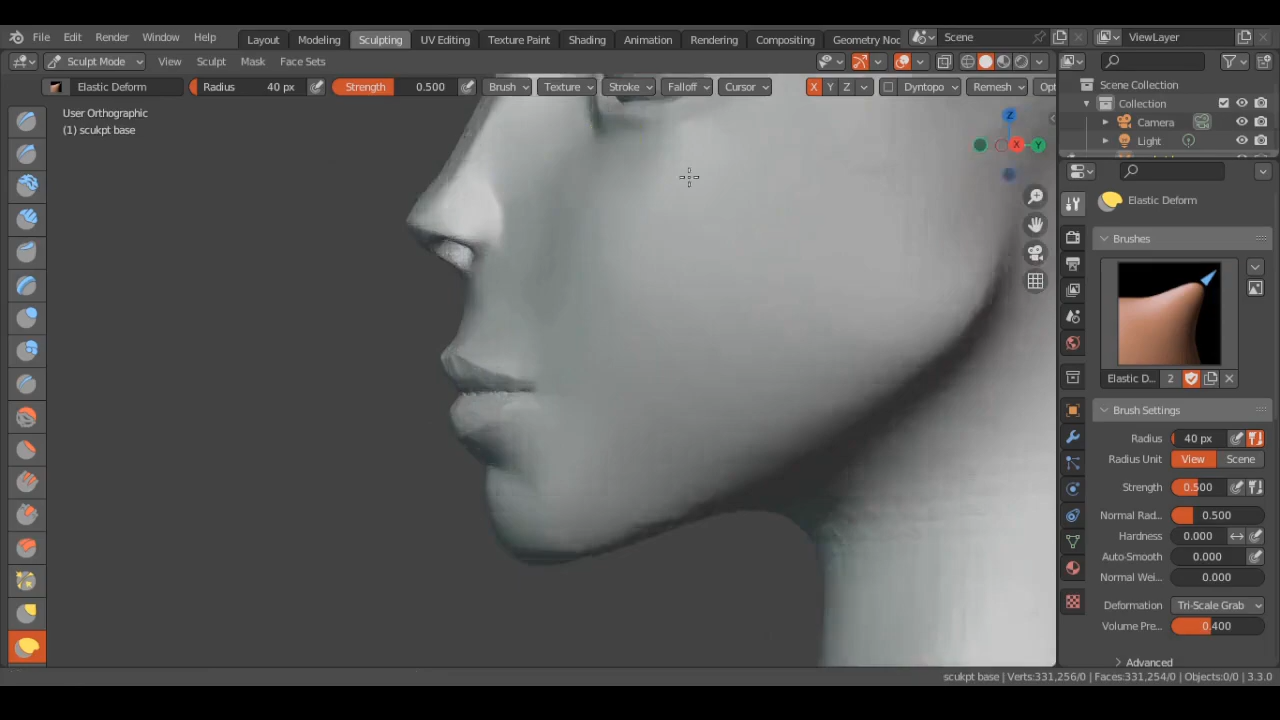 File Edit Render Window Help Layout Modeling Sculpting UV Editing Texture Paint Shading Animation Rendering Compositing Geometry Noc Scene ViewLayer
Sculpt Mode View Sculpt Mask Face Sets
Elastic Deform Radius 40 px Strength 0.500 Brush Texture Stroke Falloff Cursor X Y Z Dyntopo Remesh Opt
User Orthographic
(1) sculkpt base
Z
X
Y
Scene Collection
Collection
Camera
Light
Elastic Deform
Brushes
Elastic D... 2
Brush Settings
Radius 40 px
Radius Unit View Scene
Strength 0.500
Normal Rad... 0.500
Hardness 0.000
Auto-Smooth 0.000
Normal Wei... 0.000
Deformation Tri-Scale Grab
Volume Pre... 0.400
Advanced
sculkpt base | Verts:331,256/0 | Faces:331,254/0 | Objects:0/0 | 3.3.0